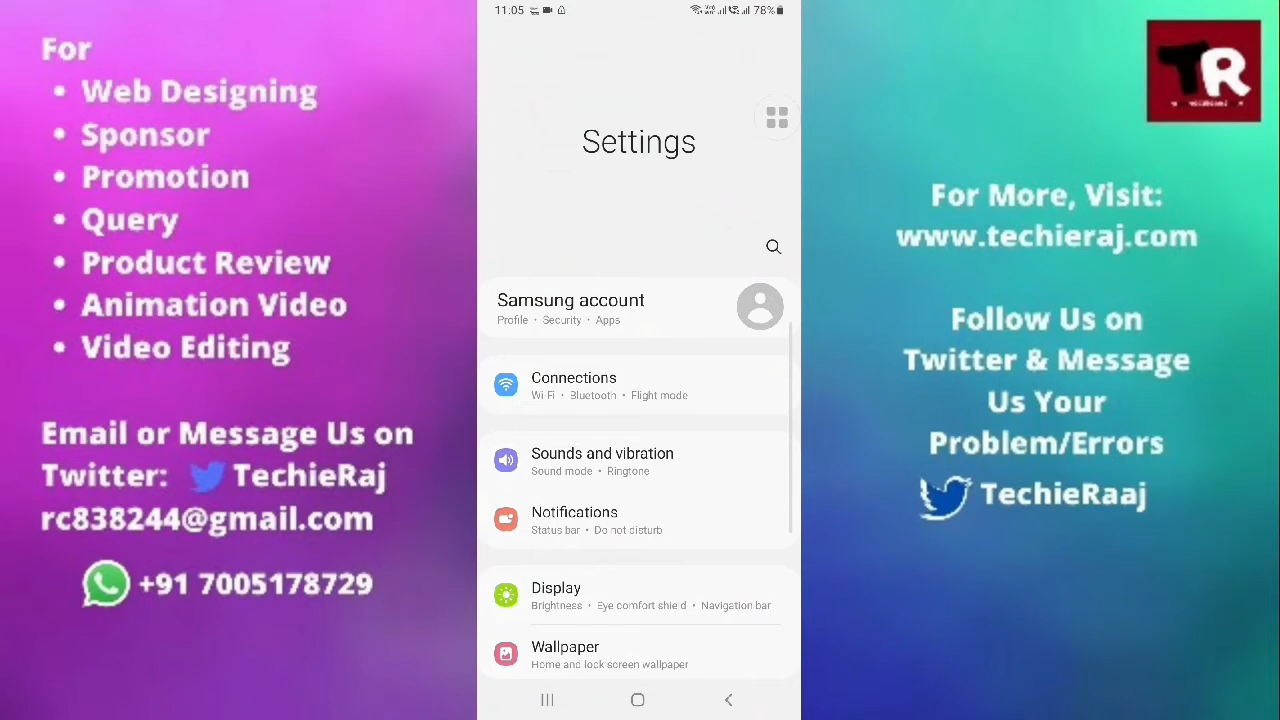 For
• Web Designing
• Sponsor
• Promotion
• Query
• Product Review
• Animation Video
• Video Editing
Email or Message Us on
Twitter: TechieRaj
rc838244@gmail.com
+91 7005178729
11:05
78%
Settings
Samsung account
Profile • Security • Apps
Connections
Wi-Fi • Bluetooth • Flight mode
Sounds and vibration
Sound mode • Ringtone
Notifications
Status bar • Do not disturb
Display
Brightness • Eye comfort shield • Navigation bar
Wallpaper
Home and lock screen wallpaper
TR
For More, Visit:
www.techieraj.com
Follow Us on
Twitter & Message
Us Your
Problem/Errors
TechieRaaj